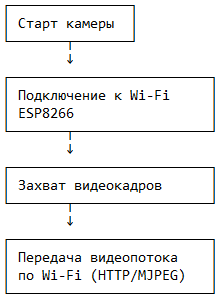 Старт камеры
Подключение к Wi-Fi
ESP8266
Захват видеокадров
Передача видеопотока
по Wi-Fi (HTTP/MJPEG)